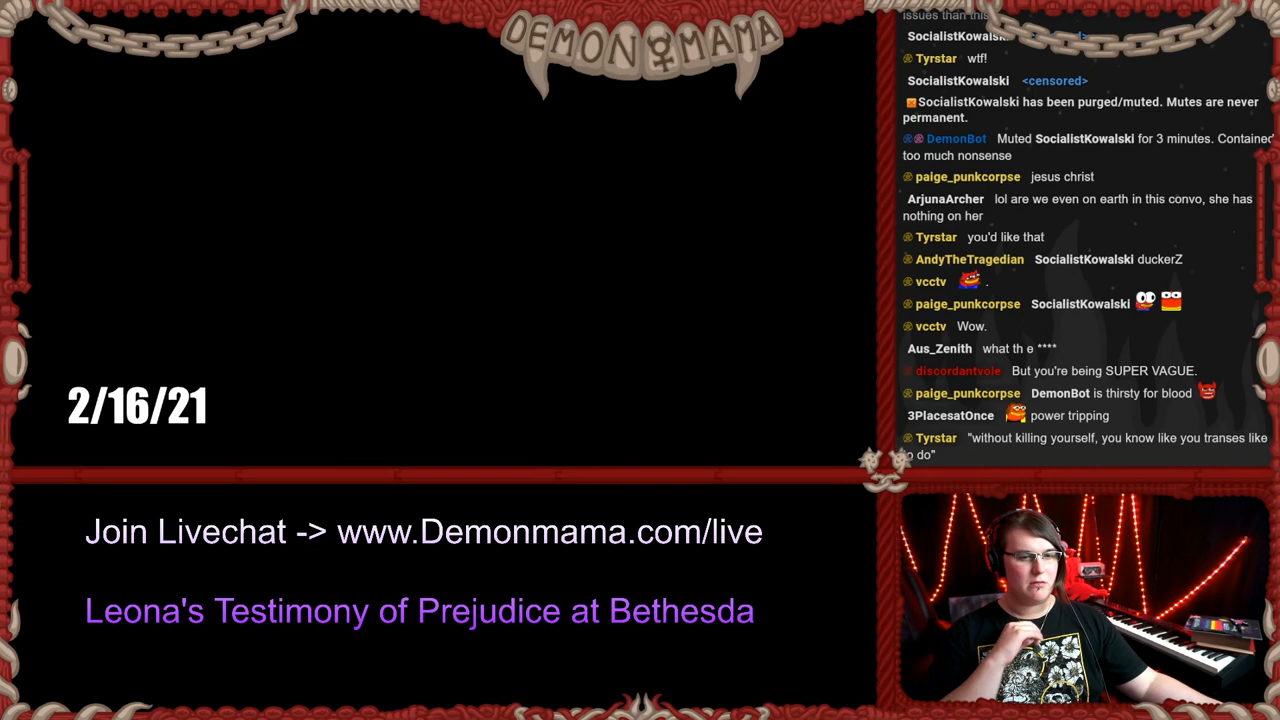 DEMON MAMA
issues than this
SocialistKowalsk
Tyrstar wtf!
SocialistKowalski <censored>
SocialistKowalski has been purged/muted. Mutes are never
permanent.
DemonBot Muted SocialistKowalski for 3 minutes. Contained
too much nonsense
paige_punkcorpse jesus christ
ArjunaArcher lol are we even on earth in this convo, she has
nothing on her
Tyrstar you'd like that
AndyTheTragedian SocialistKowalski duckerZ
vcctv .
paige_punkcorpse SocialistKowalski
vcctv Wow.
Aus_Zenith what th e ****
discordantvole But you're being SUPER VAGUE.
paige_punkcorpse DemonBot is thirsty for blood
3PlacesatOnce power tripping
Tyrstar "without killing yourself, you know like you transes like
do"
2/16/21
Join Livechat -> www.Demonmama.com/live
Leona's Testimony of Prejudice at Bethesda